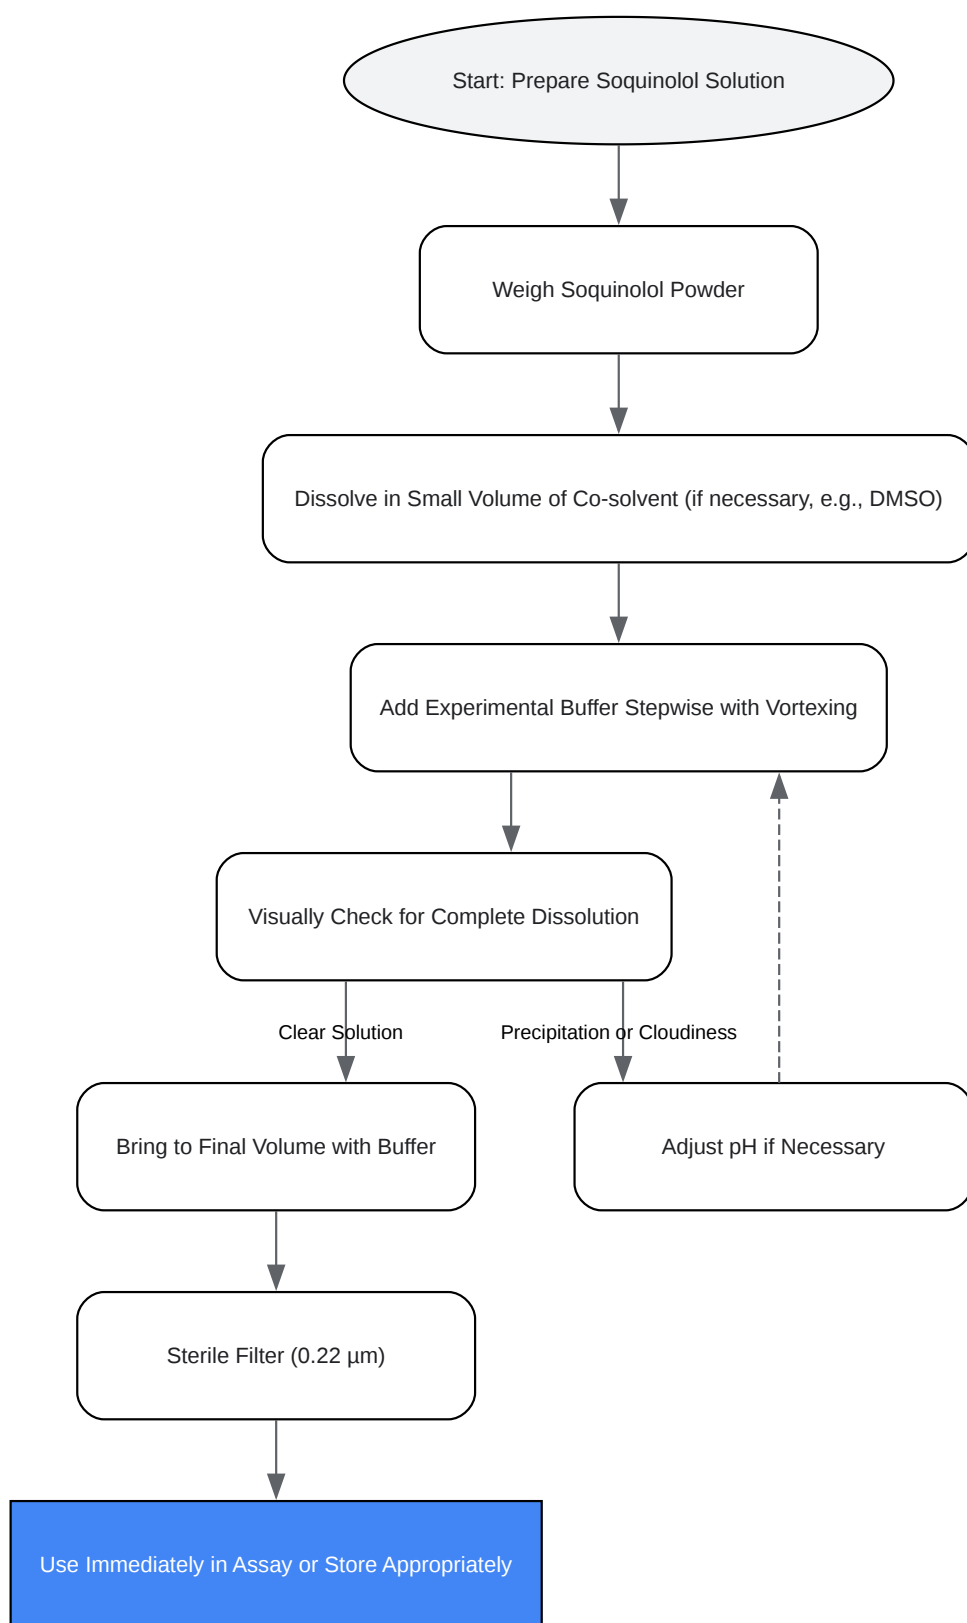 Start: Prepare Soquinolol Solution
Weigh Soquinolol Powder
Dissolve in Small Volume of Co-solvent (if necessary, e.g., DMSO)
Add Experimental Buffer Stepwise with Vortexing
Visually Check for Complete Dissolution
Clear Solution
Precipitation or Cloudiness
Bring to Final Volume with Buffer
Adjust pH if Necessary
Sterile Filter (0.22 µm)
Use Immediately in Assay or Store Appropriately